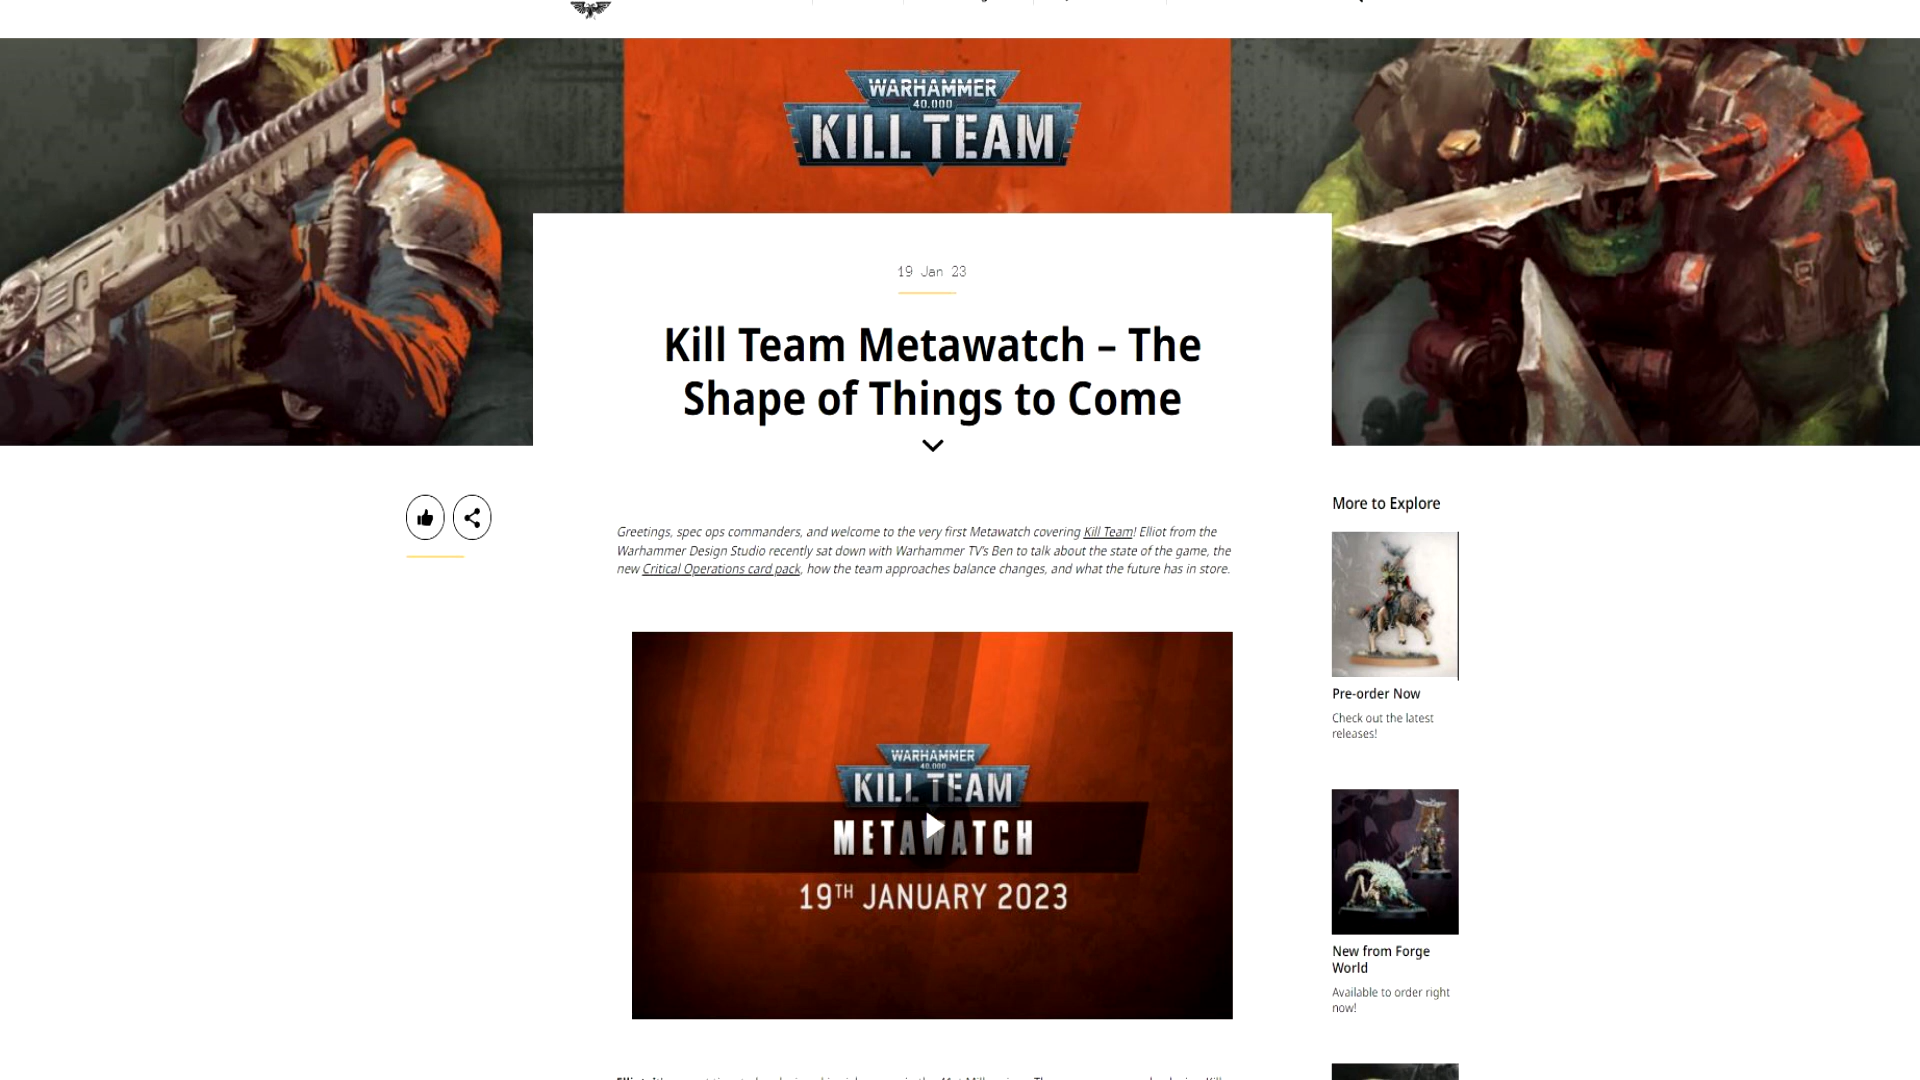 WARHAMMER
40,000
KILL TEAM
19 Jan 23
Kill Team Metawatch – The
Shape of Things to Come
Greetings, spec ops commanders, and welcome to the very first Metawatch covering Kill Team! Elliot from the
Warhammer Design Studio recently sat down with Warhammer TV's Ben to talk about the state of the game, the
new Critical Operations card pack, how the team approaches balance changes, and what the future has in store.
WARHAMMER
40,000
KILL TEAM
METAWATCH
19TH JANUARY 2023
More to Explore
Pre-order Now
Check out the latest
releases!
New from Forge
World
Available to order right
now!